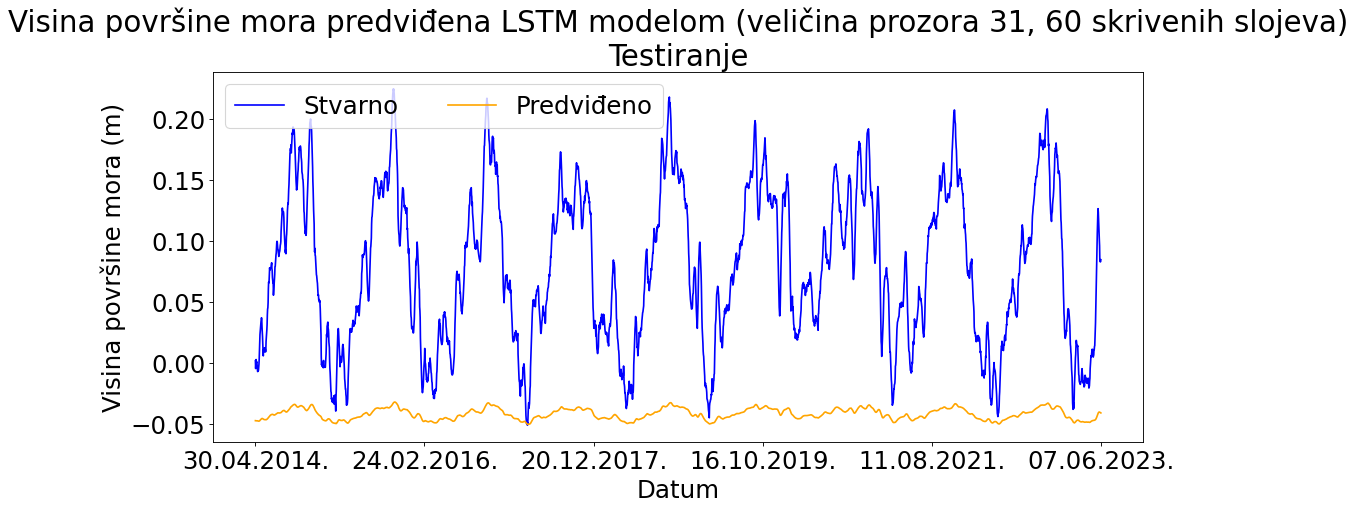 Visina površine mora predviđena LSTM modelom (veličina prozora 31, 60 skrivenih slojeva)
Testiranje
Stvarno Predviđeno
Visina površine mora (m)
0.20
0.15
0.10
0.05
0.00
−0.05
30.04.2014. 24.02.2016. 20.12.2017. 16.10.2019. 11.08.2021. 07.06.2023.
Datum